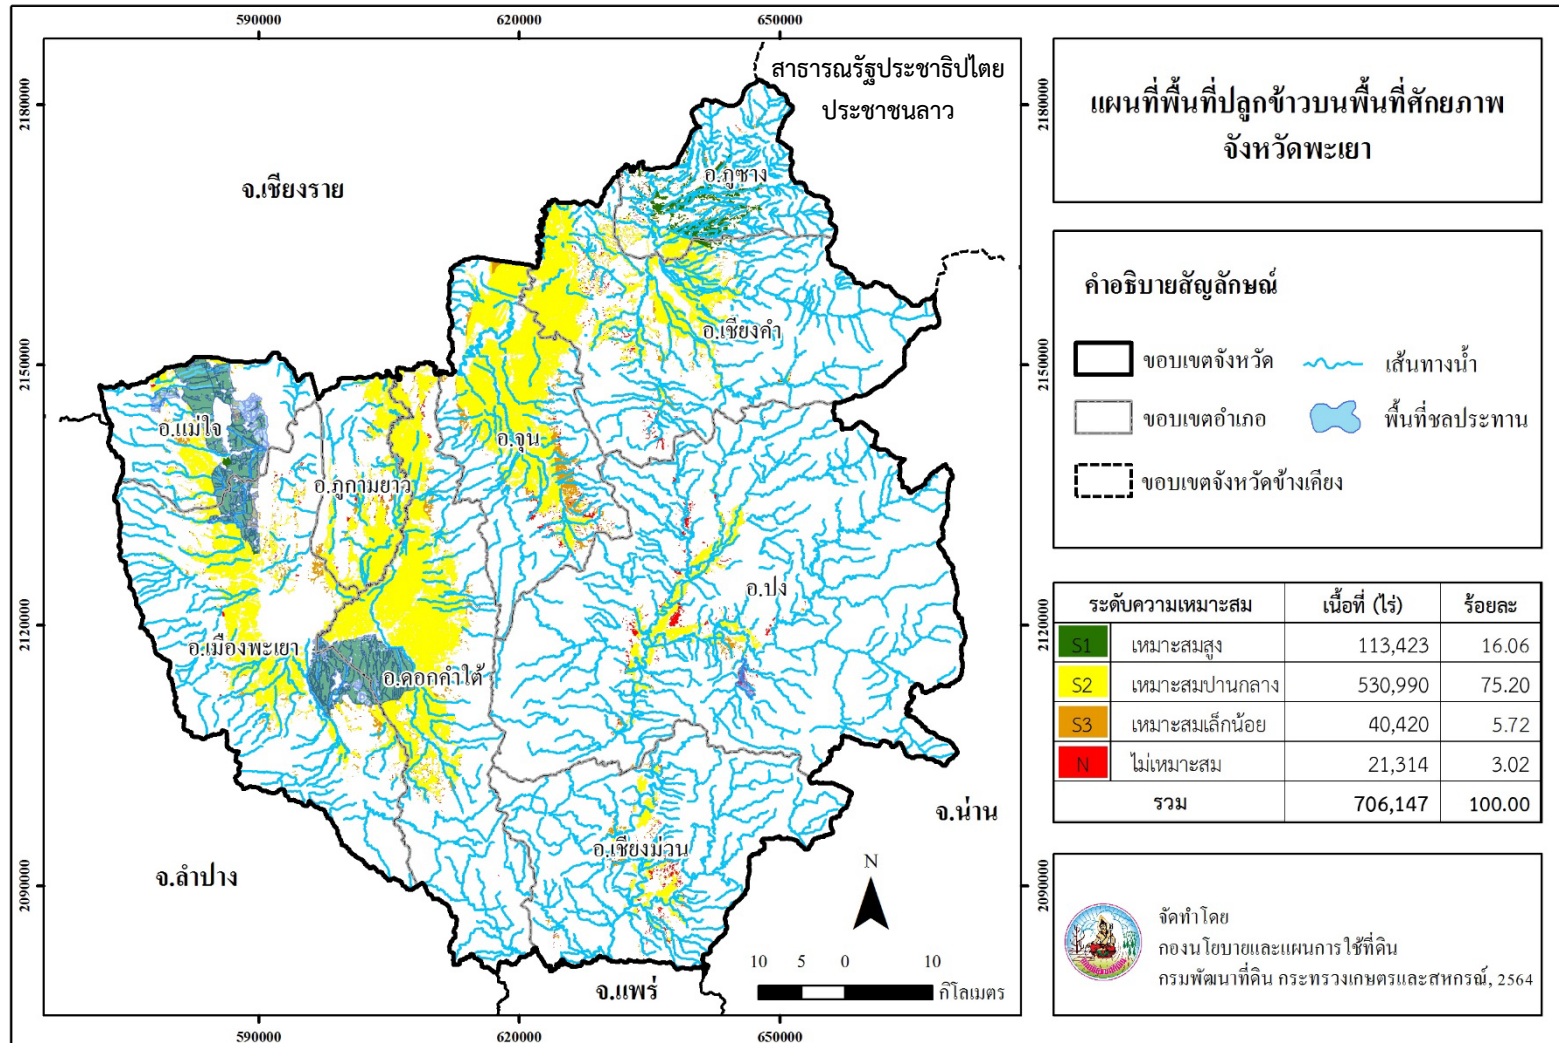 590000
620000
650000
2180000
2150000
2120000
2090000
2180000
2150000
2120000
2090000
590000
620000
650000
สาธารณรัฐประชาธิปไตย
ประชาชนลาว
จ.เชียงราย
อ.ภูซาง
อ.เชียงคำ
อ.แม่ใจ
อ.จุน
อ.ภูกามยาว
อ.ปง
อ.เมืองพะเยา
อ.ดอกคำใต้
จ.น่าน
อ.เชียงม่วน
จ.ลำปาง
จ.แพร่
N
10 5 0 10
กิโลเมตร
แผนที่พื้นที่ปลูกข้าวบนพื้นที่ศักยภาพ
จังหวัดพะเยา
คำอธิบายสัญลักษณ์
ขอบเขตจังหวัด เส้นทางน้ำ
ขอบเขตอำเภอ พื้นที่ชลประทาน
ขอบเขตจังหวัดข้างเคียง
ระดับความเหมาะสม เนื้อที่ (ไร่) ร้อยละ
S1 เหมาะสมสูง 113,423 16.06
S2 เหมาะสมปานกลาง 530,990 75.20
S3 เหมาะสมเล็กน้อย 40,420 5.72
N ไม่เหมาะสม 21,314 3.02
รวม 706,147 100.00
จัดทำโดย
กองนโยบายและแผนการใช้ที่ดิน
กรมพัฒนาที่ดิน กระทรวงเกษตรและสหกรณ์, 2564